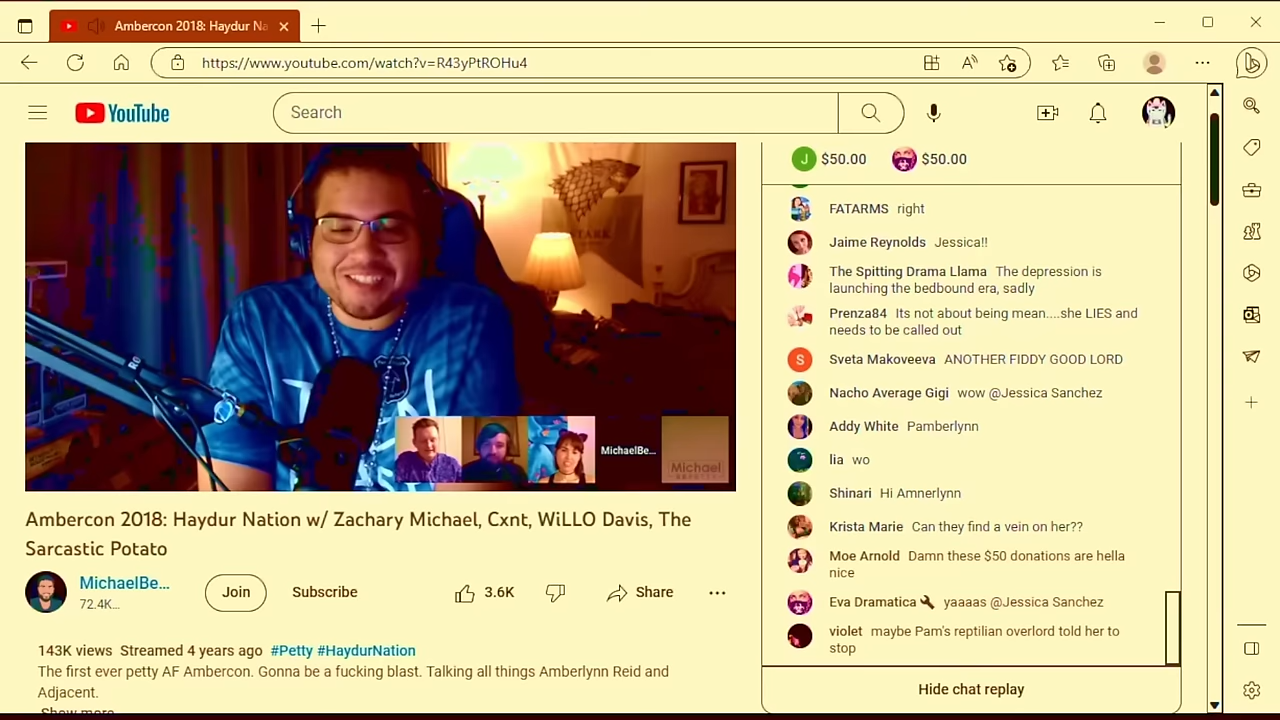 Ambercon 2018: Haydur Na
https://www.youtube.com/watch?v=R43yPtROHu4
YouTube
Search
J $50.00 $50.00
STARK
MichaelBe...
Michael
FATARMS right
Jaime Reynolds Jessica!!
The Spitting Drama Llama The depression is
launching the bedbound era, sadly
Prenza84 Its not about being mean....she LIES and
needs to be called out
S Sveta Makoveeva ANOTHER FIDDY GOOD LORD
Nacho Average Gigi wow @Jessica Sanchez
Addy White Pamberlynn
lia wo
Shinari Hi Amnerlynn
Krista Marie Can they find a vein on her??
Moe Arnold Damn these $50 donations are hella
nice
Eva Dramatica yaaaas @Jessica Sanchez
violet maybe Pam's reptilian overlord told her to
stop
Hide chat replay
Ambercon 2018: Haydur Nation w/ Zachary Michael, Cxnt, WiLLO Davis, The
Sarcastic Potato
MichaelBe...
72.4K...
Join
Subscribe
3.6K
Share
143K views Streamed 4 years ago #Petty #HaydurNation
The first ever petty AF Ambercon. Gonna be a fucking blast. Talking all things Amberlynn Reid and
Adjacent.
Show more